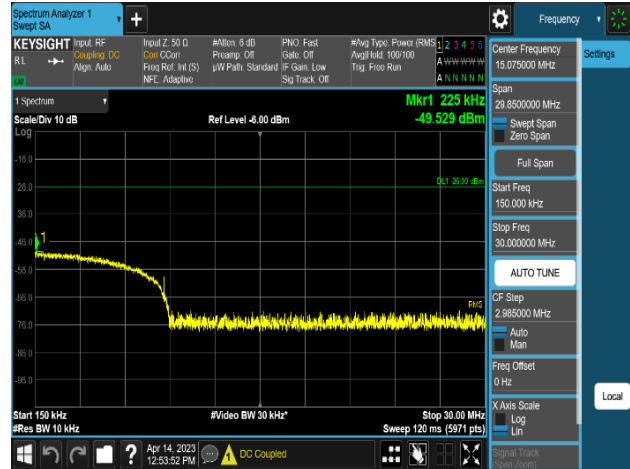 Spectrum Analyzer 1
Swept SA
Frequency
KEYSIGHT
Input: RF
Input Z: 50 Ω
#Atten: 6 dB
PNO: Fast
#Avg Type: Power (RMS
1 2 3 4 5 6
RL
Coupling: DC
Corr CCorr
Preamp: Off
Gate: Off
Avg|Hold: 100/100
A W W W W W
Align: Auto
Freq Ref: Int (S)
µW Path: Standard
IF Gain: Low
Trig: Free Run
NFE: Adaptive
Sig Track: Off
A N N N N N
LXI
1 Spectrum
Mkr1 225 kHz
Scale/Div 10 dB
Ref Level -6.00 dBm
-49.529 dBm
Log
-16.0
DL1 -26.00 dBm
-26.0
-36.0
-46.0
1
-56.0
-66.0
RMS
-76.0
-86.0
-96.0
Start 150 kHz
#Video BW 30 kHz*
Stop 30.00 MHz
#Res BW 10 kHz
Sweep 120 ms (5971 pts)
Center Frequency
15.075000 MHz
Settings
Span
29.8500000 MHz
Swept Span
Zero Span
Full Span
Start Freq
150.000 kHz
Stop Freq
30.000000 MHz
AUTO TUNE
CF Step
2.985000 MHz
Auto
Man
Freq Offset
0 Hz
X Axis Scale
Log
Lin
Signal Track
(Span Zoom)
Local
?
Apr 14, 2023
12:53:52 PM
DC Coupled